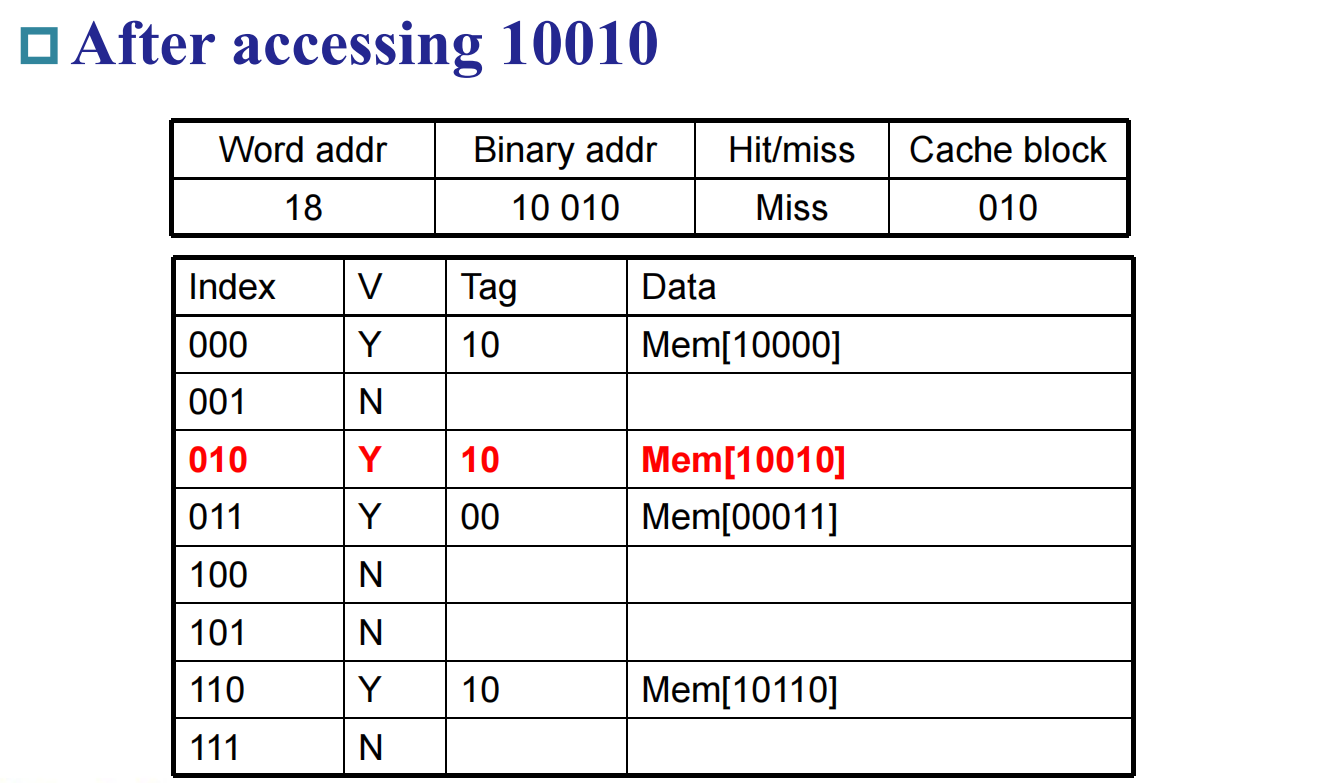 After accessing 10010
Word addr Binary addr Hit/miss Cache block
18 10 010 Miss 010
Index V Tag Data
000 Y 10 Mem[10000]
001 N
010 Y 10 Mem[10010]
011 Y 00 Mem[00011]
100 N
101 N
110 Y 10 Mem[10110]
111 N